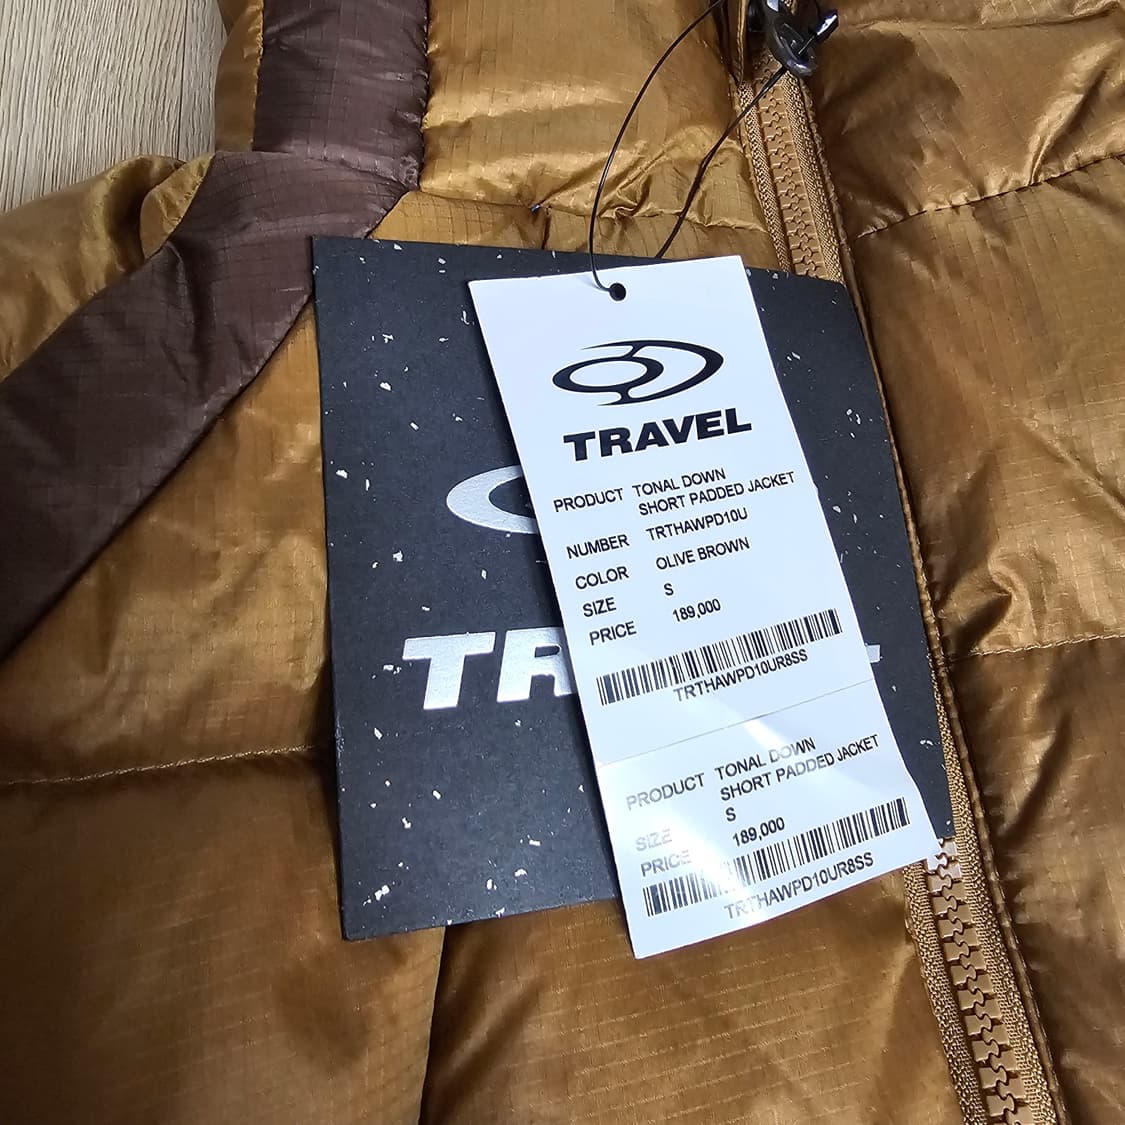 TRAVEL
PRODUCT TONAL DOWN
SHORT PADDED JACKET
NUMBER TRTHAWPD10U
COLOR OLIVE BROWN
SIZE S
PRICE 189,000
TRTHAWPD10UR8SS
PRODUCT TONAL DOWN
SHORT PADDED JACKET
SIZE S
PRICE 189,000
TRTHAWPD10UR8SS
TR